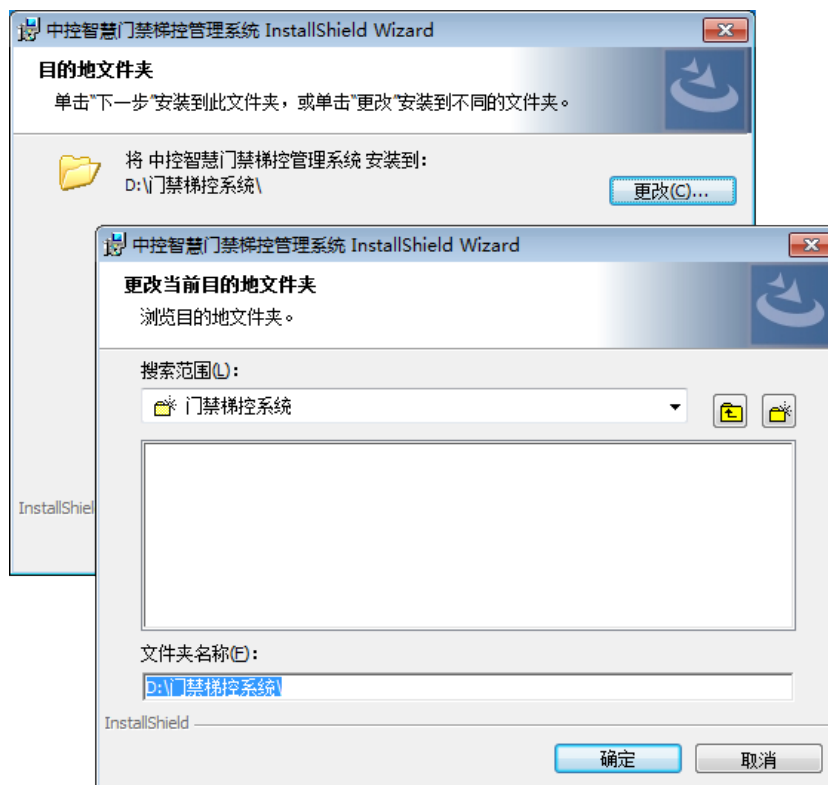 中控智慧门禁梯控管理系统 InstallShield Wizard
目的地文件夹
单击“下一步”安装到此文件夹，或单击“更改”安装到不同的文件夹。
将 中控智慧门禁梯控管理系统 安装到：
D:\门禁梯控系统\
更改(C)...
中控智慧门禁梯控管理系统 InstallShield Wizard
更改当前目的地文件夹
浏览目的地文件夹。
搜索范围(L)：
门禁梯控系统
文件夹名称(F)：
D:\门禁梯控系统\
InstallShield
确定
取消